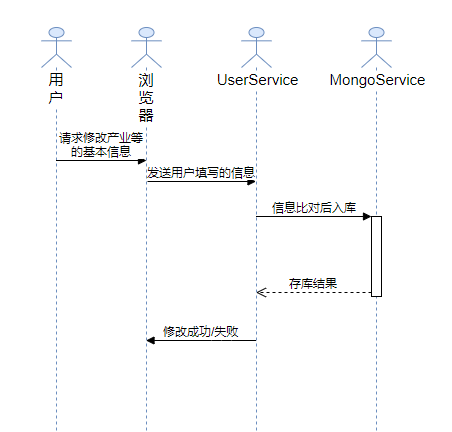 用
户
浏
览
器
UserService
MongoService
请求修改产业等
的基本信息
发送用户填写的信息
信息比对后入库
存库结果
修改成功/失败